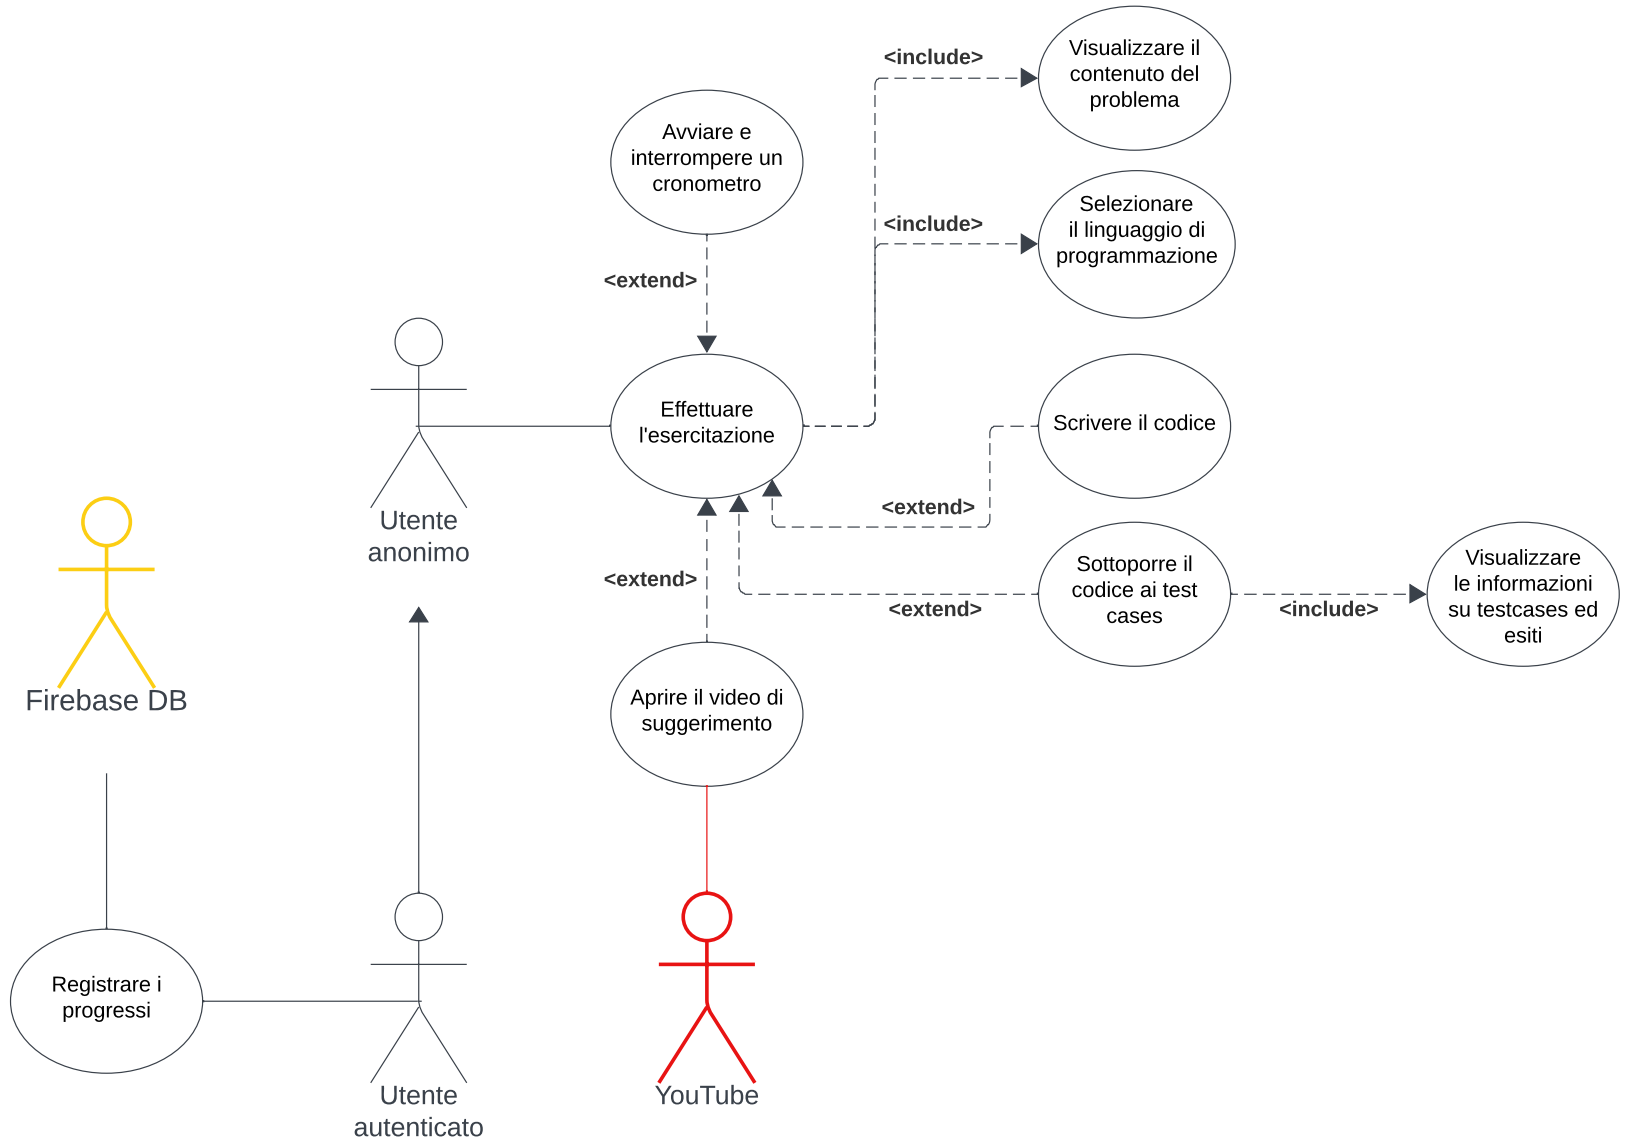 <include>
Visualizzare il
contenuto del
problema
Avviare e
interrompere un
cronometro
<include>
Selezionare
il linguaggio di
programmazione
<extend>
Effettuare
l'esercitazione
Scrivere il codice
<extend>
Utente
anonimo
<extend>
Sottoporre il
codice ai test
cases
<extend>
<include>
Visualizzare
le informazioni
su testcases ed
esiti
Firebase DB
Aprire il video di
suggerimento
Registrare i
progressi
Utente
autenticato
YouTube